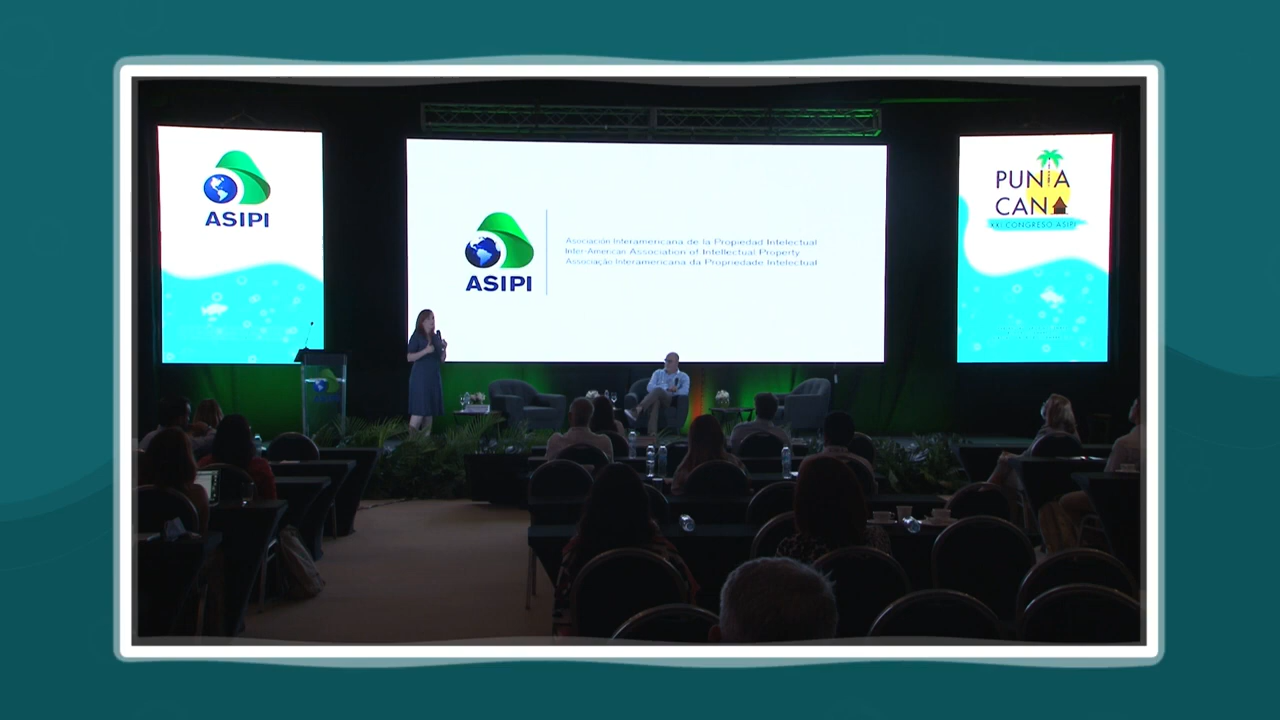 ASIPI
ASIPI
Asociación Interamericana de la Propiedad Intelectual
Inter-American Association of Intellectual Property
Associação Interamericana da Propriedade Intelectual
PUNTA
CANA
XXI CONGRESO ASIPI